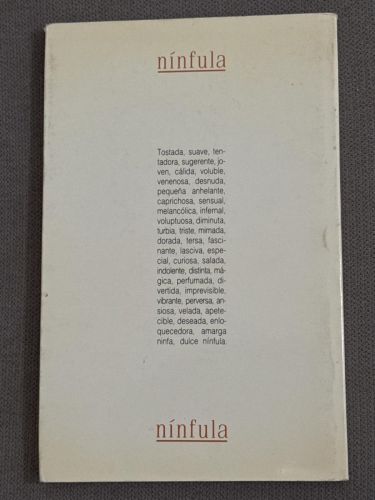 nínfula
Tostada, suave, ten-
tadora, sugerente, jo-
ven, cálida, voluble,
venenosa, desnuda,
pequeña anhelante,
caprichosa, sensual,
melancólica, infernal,
voluptuosa, diminuta,
turbia, triste, mimada,
dorada, tersa, fasci-
nante, lasciva, espe-
cial, curiosa, salada,
indolente, distinta, má-
gica, perfumada, di-
vertida, imprevisible,
vibrante, perversa, an-
siosa, velada, apete-
cible, deseada, enlo-
quecedora, amarga
ninfa, dulce nínfula.
nínfula